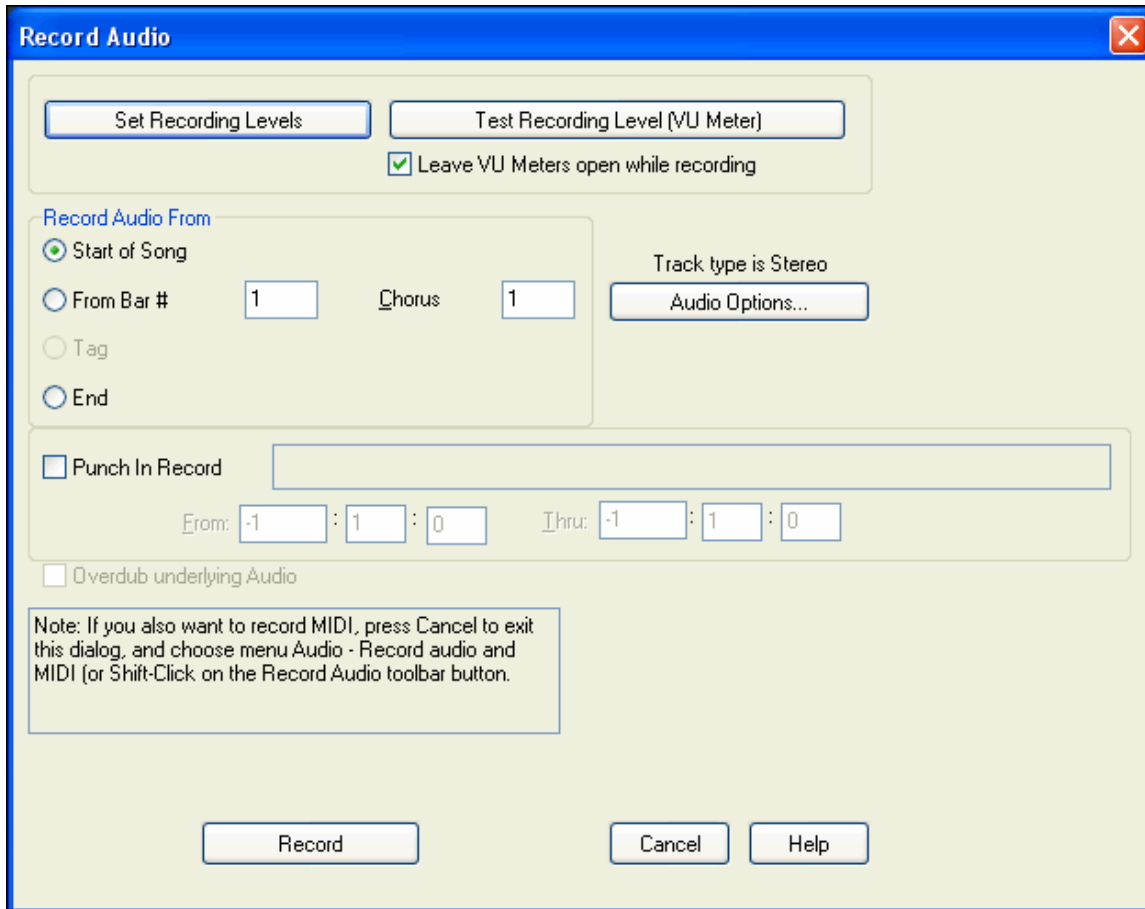 Record Audio
Set Recording Levels
Test Recording Level (VU Meter)
Leave VU Meters open while recording
Record Audio From
Start of Song
From Bar # 1 Chorus 1
Tag
End
Track type is Stereo
Audio Options...
Punch In Record
From: -1 : 1 : 0 Thru: -1 : 1 : 0
Overdub underlying Audio
Note: If you also want to record MIDI, press Cancel to exit
this dialog, and choose menu Audio - Record audio and
MIDI (or Shift-Click on the Record Audio toolbar button.
Record
Cancel
Help